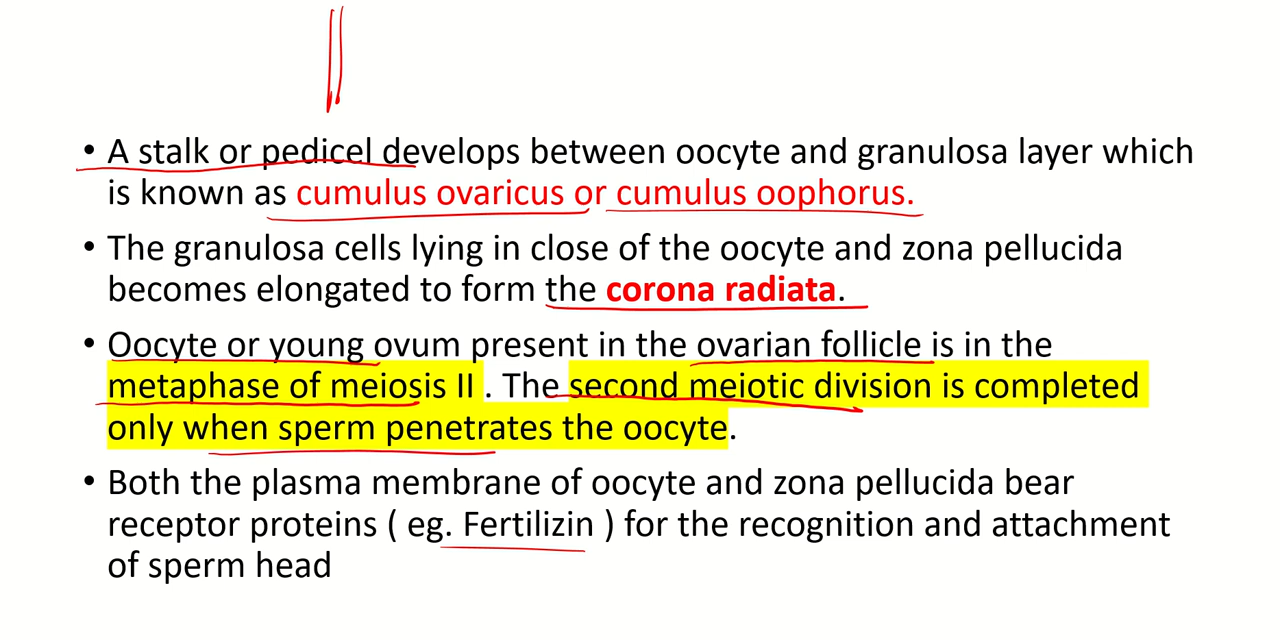 • A stalk or pedicel develops between oocyte and granulosa layer which
is known as cumulus ovaricus or cumulus oophorus.
• The granulosa cells lying in close of the oocyte and zona pellucida
becomes elongated to form the corona radiata.
• Oocyte or young ovum present in the ovarian follicle is in the
metaphase of meiosis II . The second meiotic division is completed
only when sperm penetrates the oocyte.
• Both the plasma membrane of oocyte and zona pellucida bear
receptor proteins ( eg. Fertilizin ) for the recognition and attachment
of sperm head